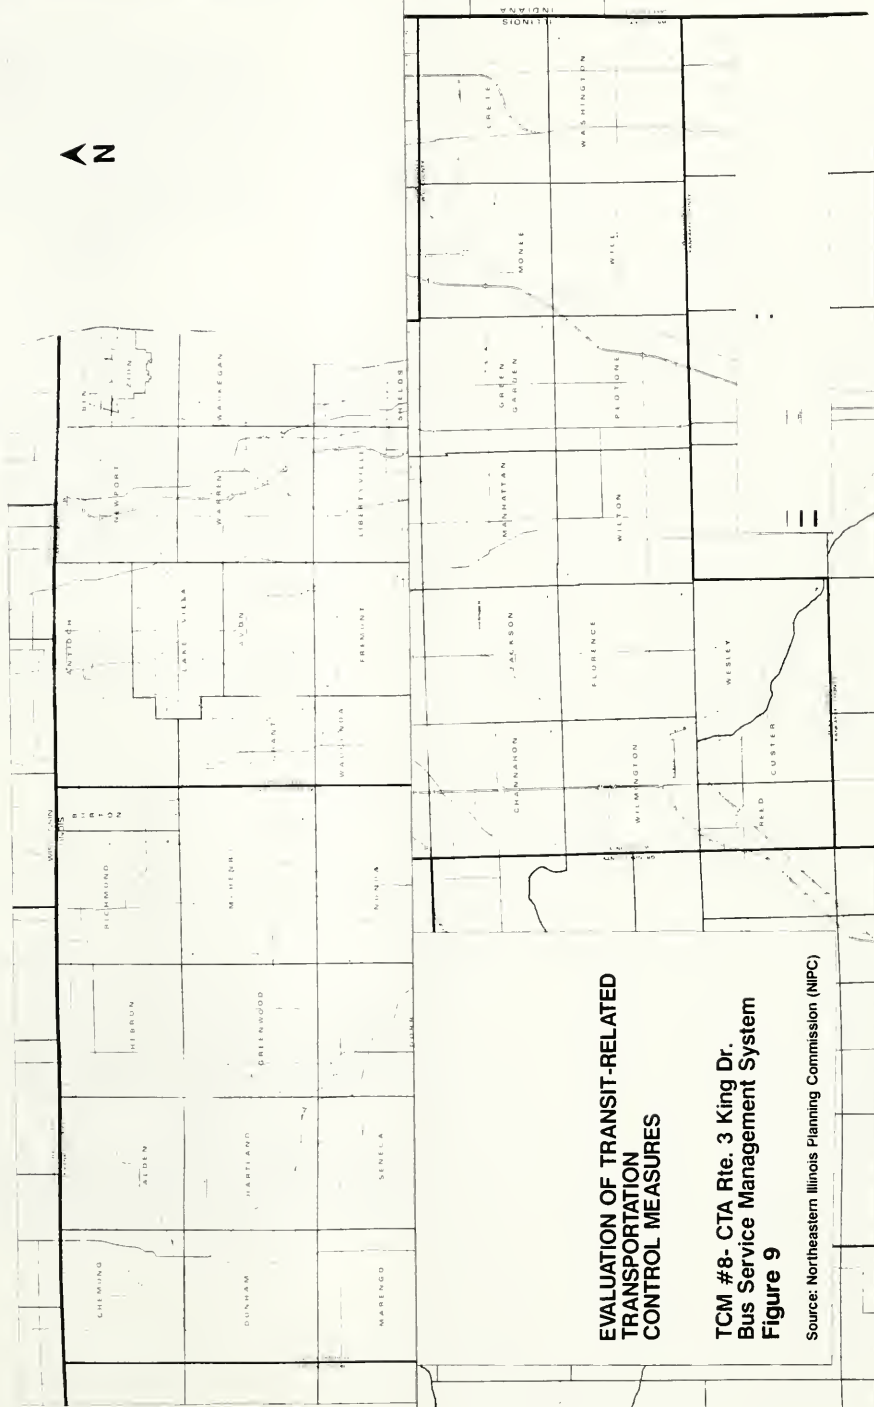 N
ILLINOIS
INDIANA
CRETE
WASHINGTON
MONEE
WILL
GREEN
GARDEN
PEOTONE
MANHATTAN
WILTON
JACKSON
FLORENCE
WESLEY
CHANNAHON
WILMINGTON
CUSTER
REED
ZION
WAUKEGAN
SHIELDS
NEWPORT
WARREN
LIBERTYVILLE
ANTIOCH
LAKE VILLA
AVON
FREMONT
GRANT
WAUCONDA
BURTON
RICHMOND
McHENRY
NUNDA
HEBRON
GREENWOOD
DORR
ALDEN
HARTLAND
SENECA
CHEMUNG
DUNHAM
MARENGO
EVALUATION OF TRANSIT-RELATED
TRANSPORTATION
CONTROL MEASURES
TCM #8- CTA Rte. 3 King Dr.
Bus Service Management System
Figure 9
Source: Northeastern Illinois Planning Commission (NIPC)